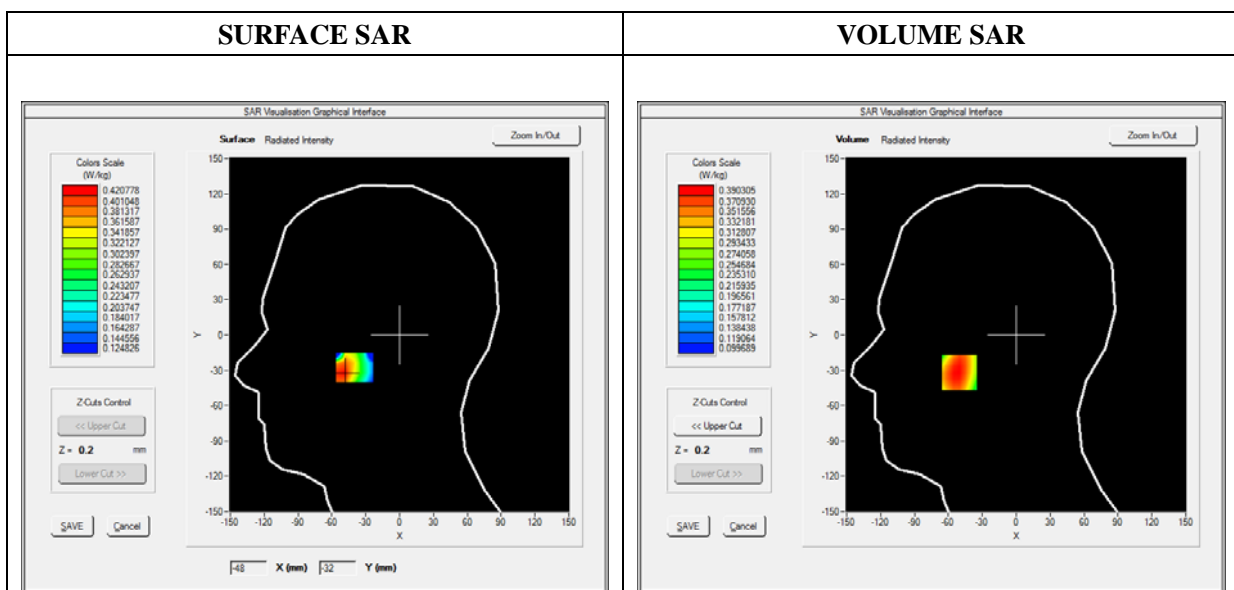 SURFACE SAR
VOLUME SAR
SAR Visualisation Graphical Interface
Surface Radiated Intensity
Zoom In/Out
Colors Scale
(W/kg)
0.420778
0.401048
0.381317
0.361587
0.341857
0.322127
0.302397
0.282667
0.262937
0.243207
0.223477
0.203747
0.184017
0.164287
0.144556
0.124826
Z-Cuts Control
<< Upper Cut
Z = 0.2 mm
Lower Cut >>
SAVE Cancel
150
120
90
60
30
0
-30
-60
-90
-120
-150
Y
-150 -120 -90 -60 -30 0 30 60 90 120 150
X
-48 X (mm) -32 Y (mm)
SAR Visualisation Graphical Interface
Volume Radiated Intensity
Zoom In/Out
Colors Scale
(W/kg)
0.390305
0.370930
0.351556
0.332181
0.312807
0.293433
0.274058
0.254684
0.235310
0.215935
0.196561
0.177187
0.157812
0.138438
0.119064
0.099689
Z-Cuts Control
<< Upper Cut
Z = 0.2 mm
Lower Cut >>
SAVE Cancel
150
120
90
60
30
0
-30
-60
-90
-120
-150
Y
-150 -120 -90 -60 -30 0 30 60 90 120 150
X